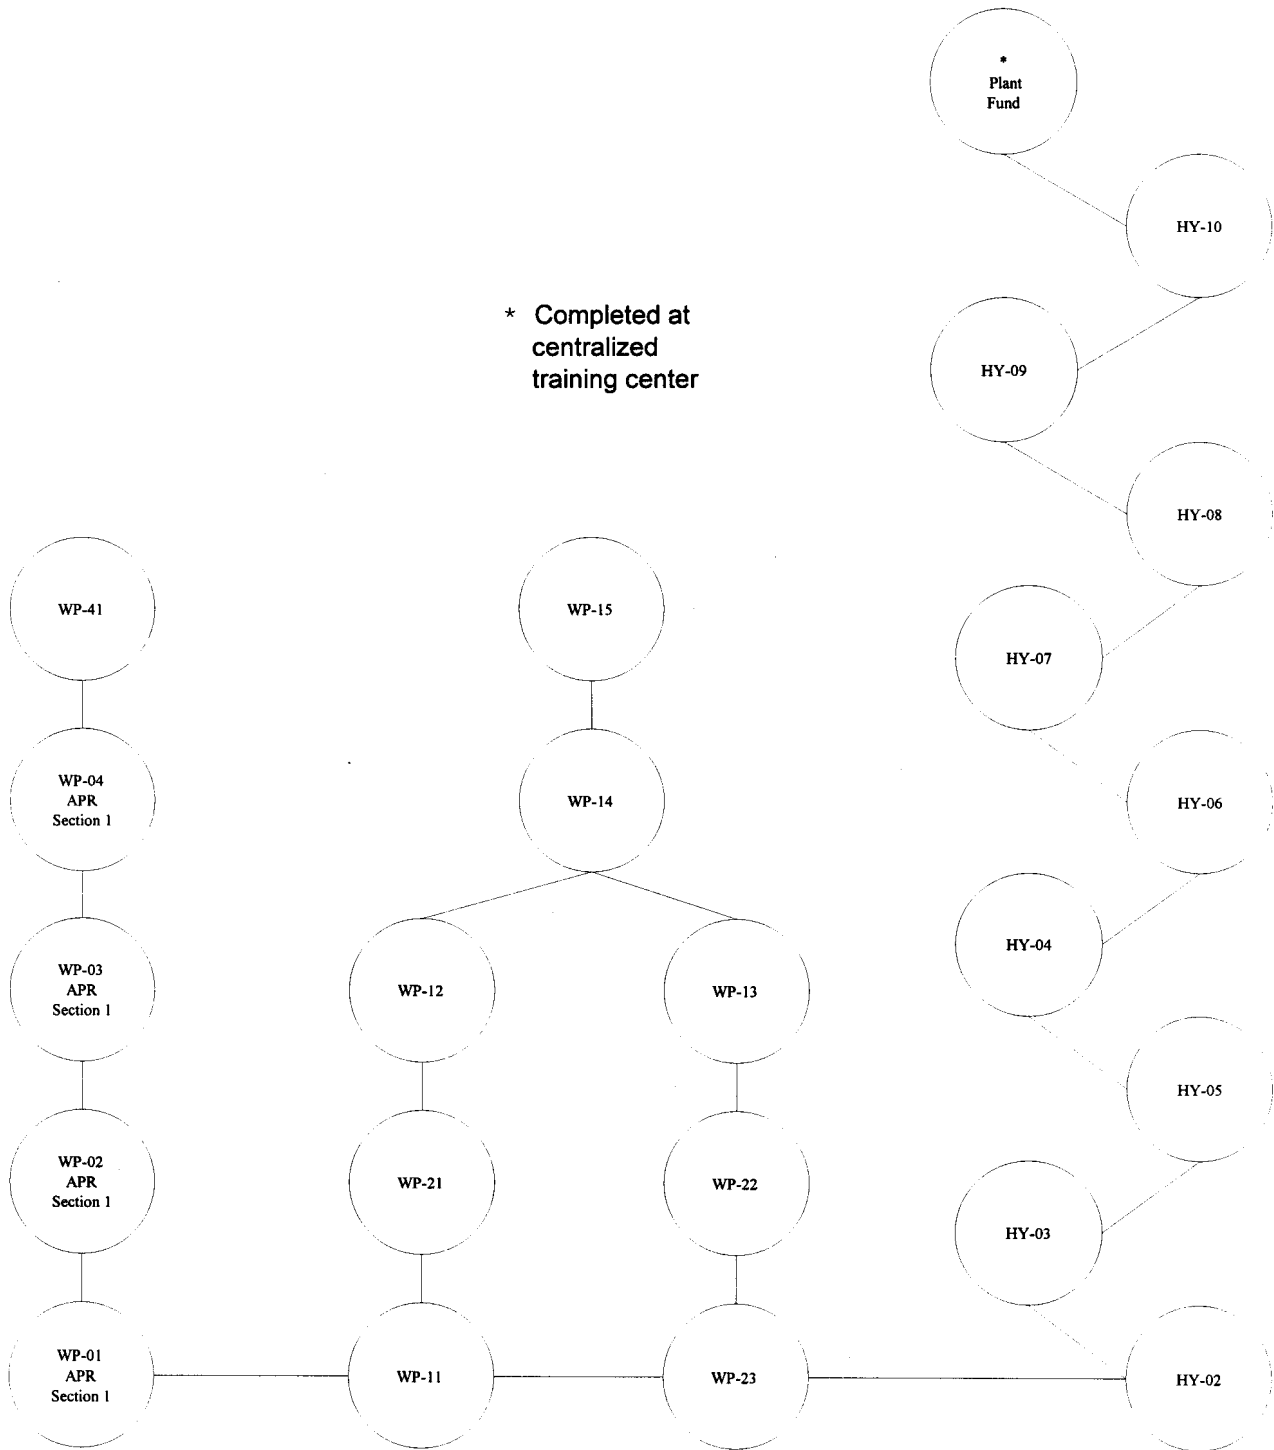 *
Plant
Fund
HY-10
* Completed at
centralized
training center
HY-09
HY-08
WP-41
WP-15
HY-07
WP-04
APR
Section 1
WP-14
HY-06
WP-03
APR
Section 1
WP-12
WP-13
HY-04
HY-05
WP-02
APR
Section 1
WP-21
WP-22
HY-03
WP-01
APR
Section 1
WP-11
WP-23
HY-02